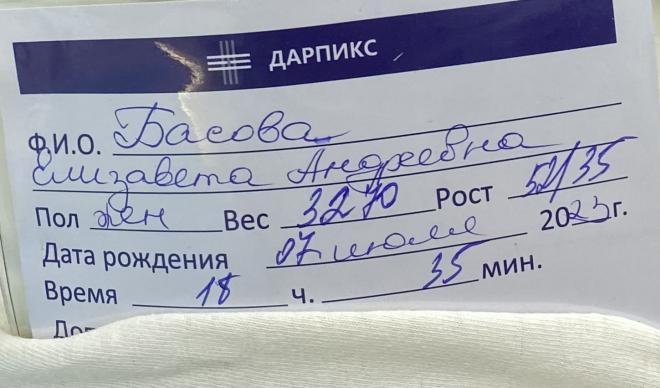 ДАРПИКС
Ф.И.О. Басова
Елизавета Андреевна
Пол жен Вес 3270 Рост 52/35
Дата рождения 07 июля 2023г.
Время 18 ч. 35 мин.